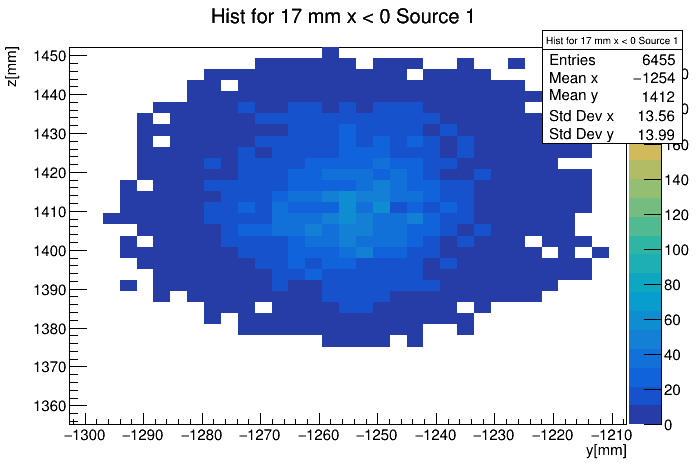 Hist for 17 mm x < 0 Source 1
z[mm]
1450
1440
1430
1420
1410
1400
1390
1380
1370
1360
Hist for 17 mm x < 0 Source 1
Entries 6455
Mean x −1254
Mean y 1412
Std Dev x 13.56
Std Dev y 13.99
160
140
120
100
80
60
40
20
0
−1300 −1290 −1280 −1270 −1260 −1250 −1240 −1230 −1220 −1210
y[mm]